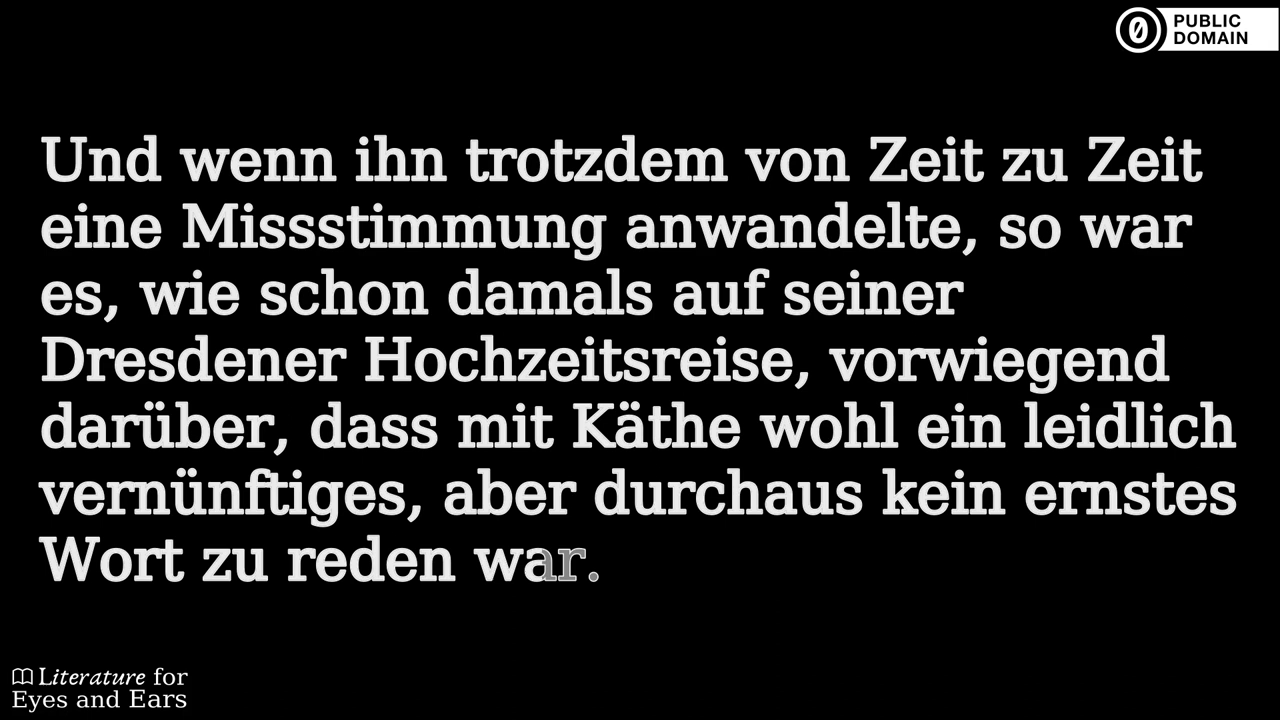 PUBLIC
DOMAIN
Und wenn ihn trotzdem von Zeit zu Zeit
eine Missstimmung anwandelte, so war
es, wie schon damals auf seiner
Dresdener Hochzeitsreise, vorwiegend
darüber, dass mit Käthe wohl ein leidlich
vernünftiges, aber durchaus kein ernstes
Wort zu reden war.
Literature for
Eyes and Ears